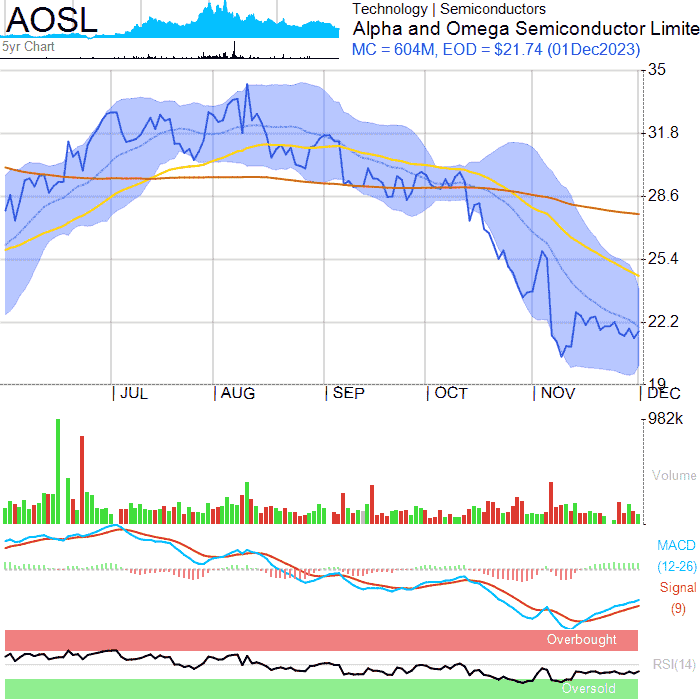 AOSL
5yr Chart
Technology | Semiconductors
Alpha and Omega Semiconductor Limite
MC = 604M, EOD = $21.74 (01Dec2023)
35
31.8
28.6
25.4
22.2
19
JUL
AUG
SEP
OCT
NOV
DEC
982k
Volume
MACD
(12-26)
Signal
(9)
Overbought
RSI(14)
Oversold